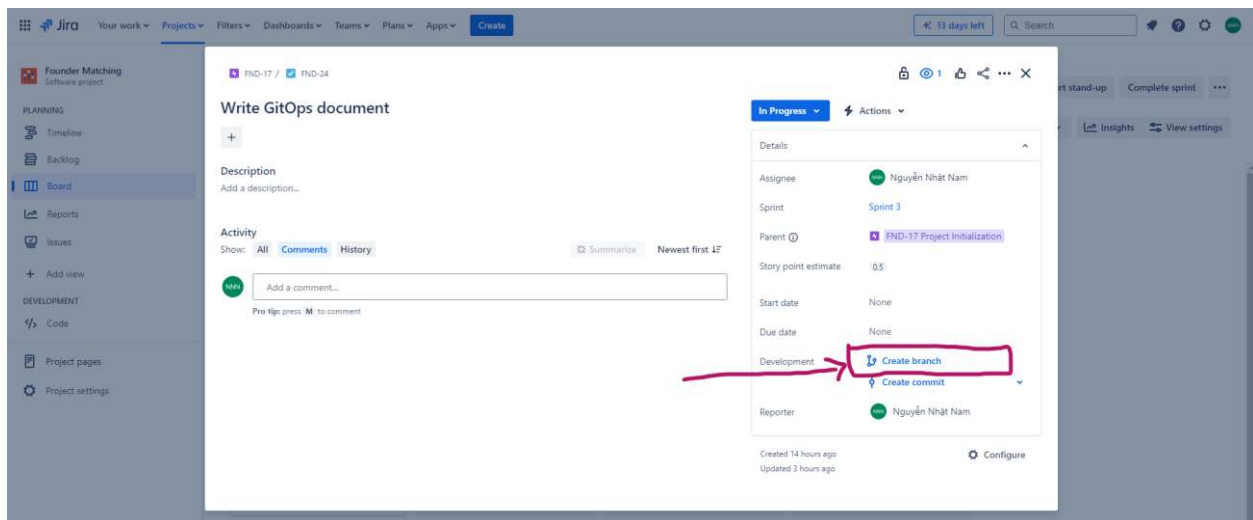 Jira Your work Projects Filters Dashboards Teams Plans Apps Create 13 days left Search NNN
Founder Matching
Software project
PLANNING
Timeline
Backlog
Board
Reports
Issues
+ Add view
DEVELOPMENT
Code
Project pages
Project settings
rt stand-up Complete sprint
Insights View settings
FND-17 / FND-24
1
Write GitOps document
+
Description
Add a description...
Activity
Show: All Comments History Summarize Newest first
NNN Add a comment...
Pro tip: press M to comment
In Progress Actions
Details
Assignee NNN Nguyễn Nhật Nam
Sprint Sprint 3
Parent FND-17 Project Initialization
Story point estimate 0.5
Start date None
Due date None
Development Create branch
Create commit
Reporter NNN Nguyễn Nhật Nam
Created 14 hours ago
Updated 3 hours ago
Configure